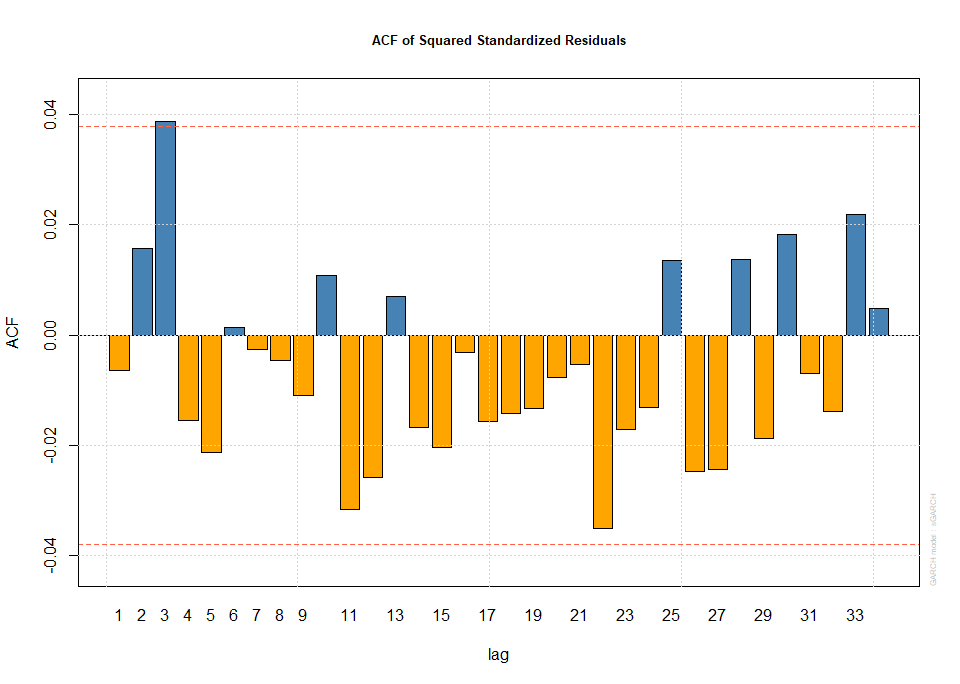 ACF of Squared Standardized Residuals
0.04
0.02
0.00
-0.02
-0.04
ACF
1 2 3 4 5 6 7 8 9 11 13 15 17 19 21 23 25 27 29 31 33
lag
GARCH model : sGARCH